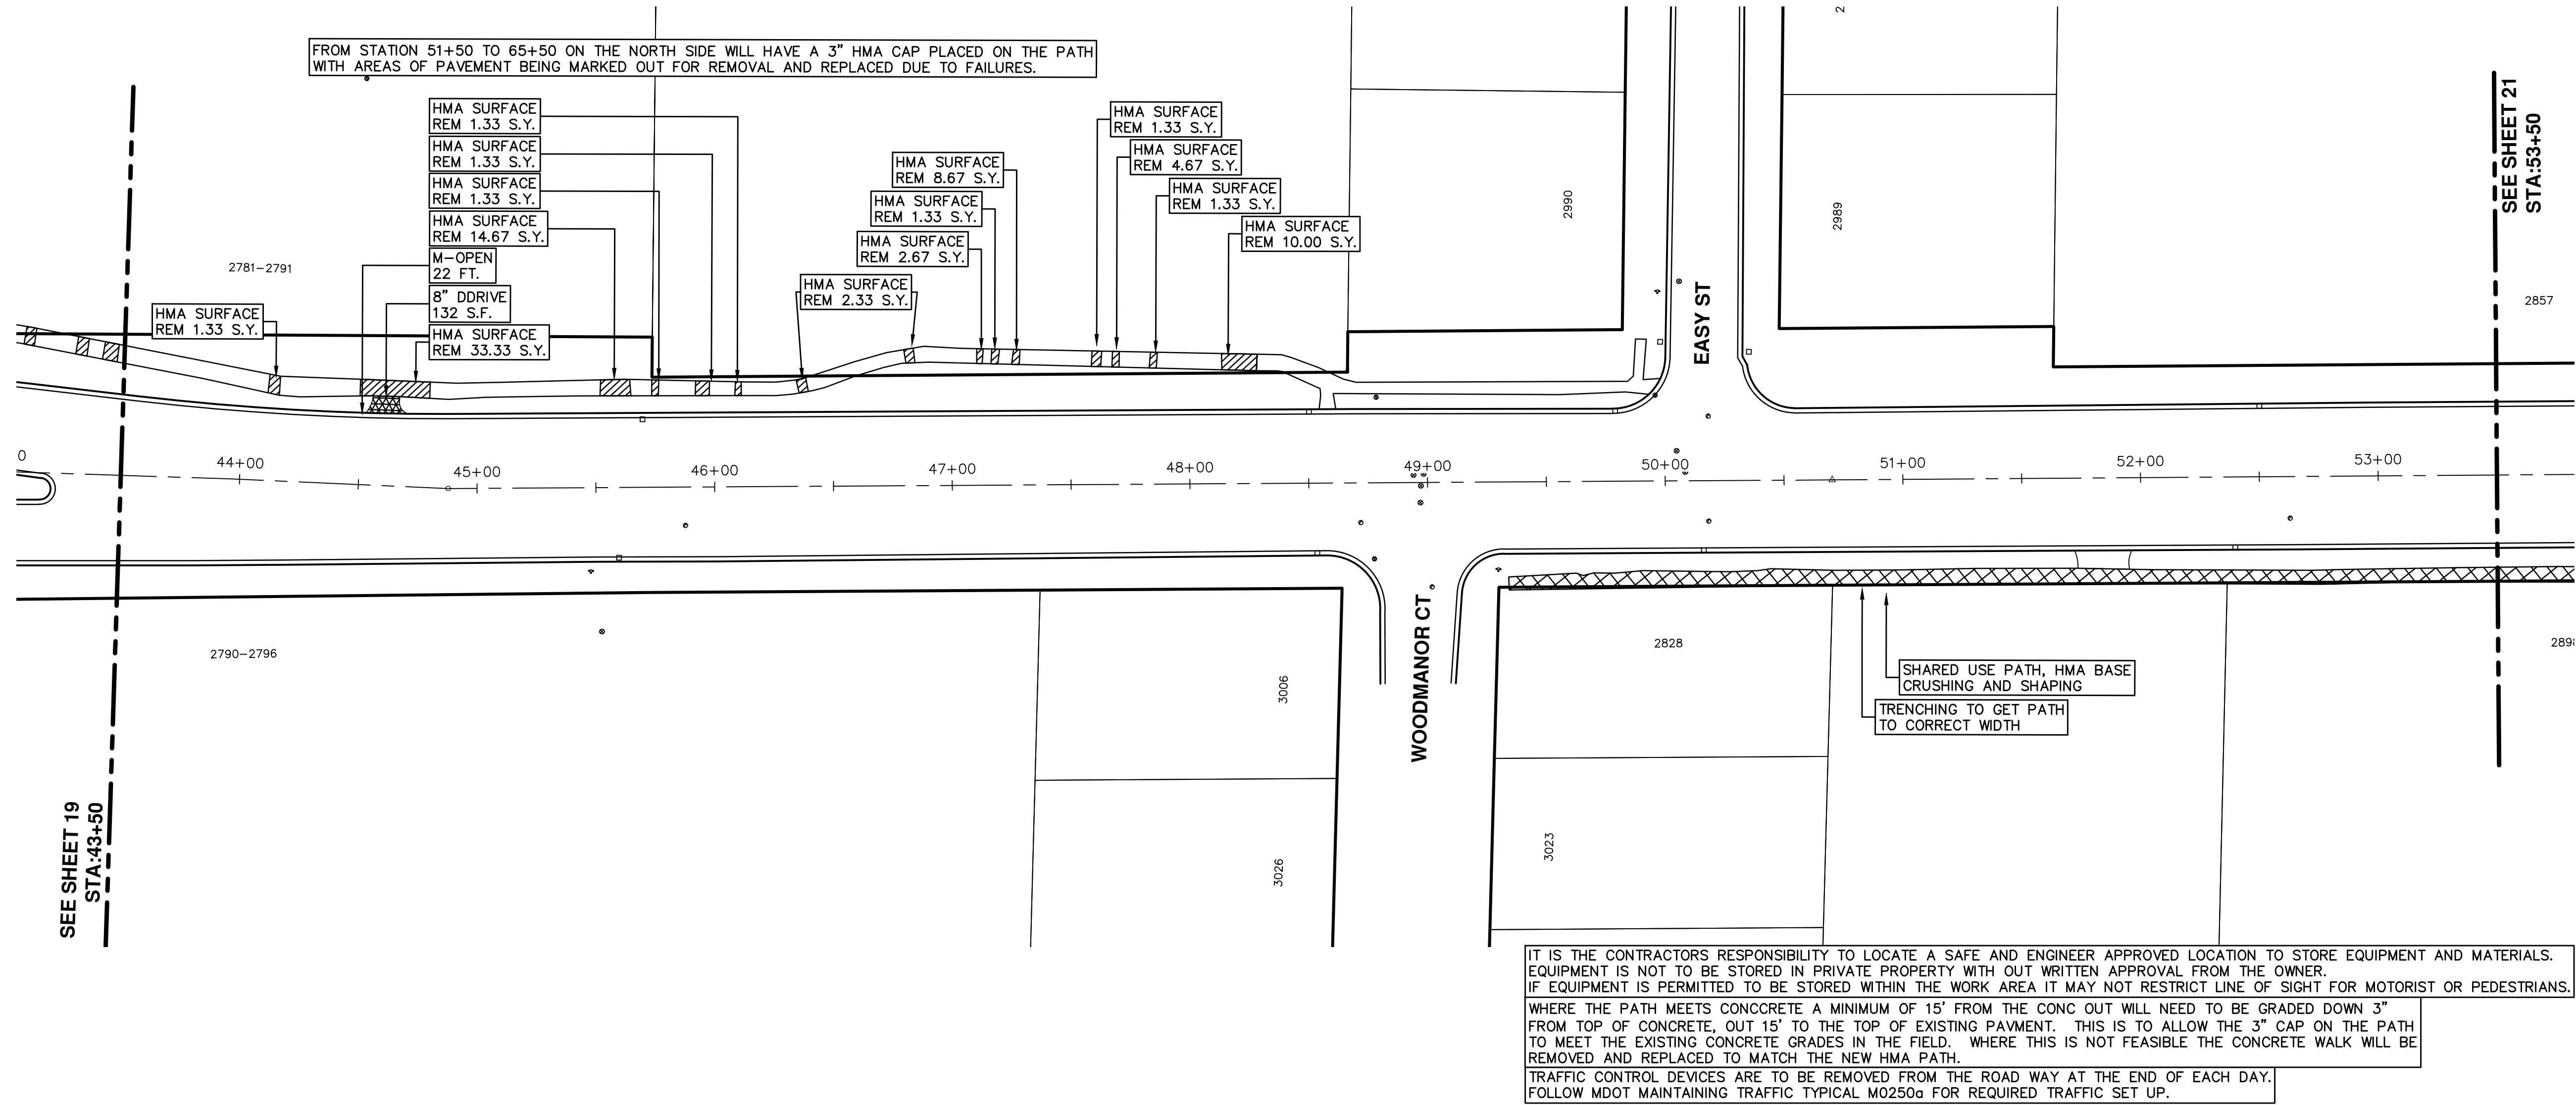 FROM STATION 51+50 TO 65+50 ON THE NORTH SIDE WILL HAVE A 3" HMA CAP PLACED ON THE PATH
WITH AREAS OF PAVEMENT BEING MARKED OUT FOR REMOVAL AND REPLACED DUE TO FAILURES.
HMA SURFACE
REM 1.33 S.Y.
HMA SURFACE
REM 1.33 S.Y.
HMA SURFACE
REM 1.33 S.Y.
HMA SURFACE
REM 14.67 S.Y.
M-OPEN
22 FT.
8" DDRIVE
132 S.F.
HMA SURFACE
REM 33.33 S.Y.
2781-2791
HMA SURFACE
REM 1.33 S.Y.
HMA SURFACE
REM 8.67 S.Y.
HMA SURFACE
REM 1.33 S.Y.
HMA SURFACE
REM 2.67 S.Y.
HMA SURFACE
REM 2.33 S.Y.
HMA SURFACE
REM 1.33 S.Y.
HMA SURFACE
REM 4.67 S.Y.
HMA SURFACE
REM 1.33 S.Y.
HMA SURFACE
REM 10.00 S.Y.
2990
EASY ST
2
2989
SEE SHEET 21
STA:53+50
2857
0
44+00
45+00
46+00
47+00
48+00
49+00
50+00
51+00
52+00
53+00
SEE SHEET 19
STA:43+50
2790-2796
3006
3026
WOODMANOR CT
3023
2828
289
SHARED USE PATH, HMA BASE
CRUSHING AND SHAPING
TRENCHING TO GET PATH
TO CORRECT WIDTH
IT IS THE CONTRACTORS RESPONSIBILITY TO LOCATE A SAFE AND ENGINEER APPROVED LOCATION TO STORE EQUIPMENT AND MATERIALS.
EQUIPMENT IS NOT TO BE STORED IN PRIVATE PROPERTY WITH OUT WRITTEN APPROVAL FROM THE OWNER.
IF EQUIPMENT IS PERMITTED TO BE STORED WITHIN THE WORK AREA IT MAY NOT RESTRICT LINE OF SIGHT FOR MOTORIST OR PEDESTRIANS.
WHERE THE PATH MEETS CONCCRETE A MINIMUM OF 15' FROM THE CONC OUT WILL NEED TO BE GRADED DOWN 3"
FROM TOP OF CONCRETE, OUT 15' TO THE TOP OF EXISTING PAVMENT. THIS IS TO ALLOW THE 3" CAP ON THE PATH
TO MEET THE EXISTING CONCRETE GRADES IN THE FIELD. WHERE THIS IS NOT FEASIBLE THE CONCRETE WALK WILL BE
REMOVED AND REPLACED TO MATCH THE NEW HMA PATH.
TRAFFIC CONTROL DEVICES ARE TO BE REMOVED FROM THE ROAD WAY AT THE END OF EACH DAY.
FOLLOW MDOT MAINTAINING TRAFFIC TYPICAL M0250a FOR REQUIRED TRAFFIC SET UP.